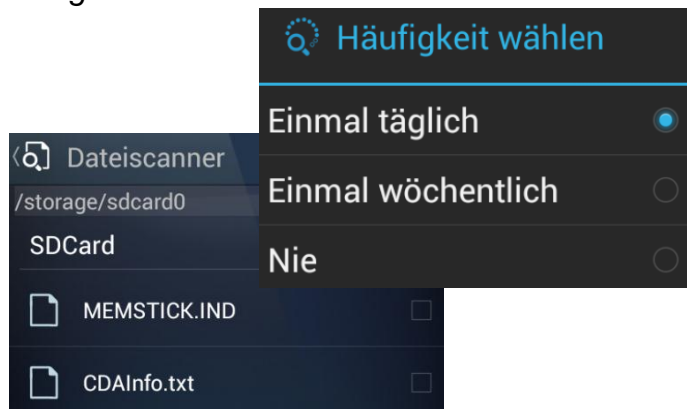 Häufigkeit wählen
Einmal täglich
Einmal wöchentlich
Nie
Dateiscanner
/storage/sdcard0
SDCard
MEMSTICK.IND
CDAInfo.txt